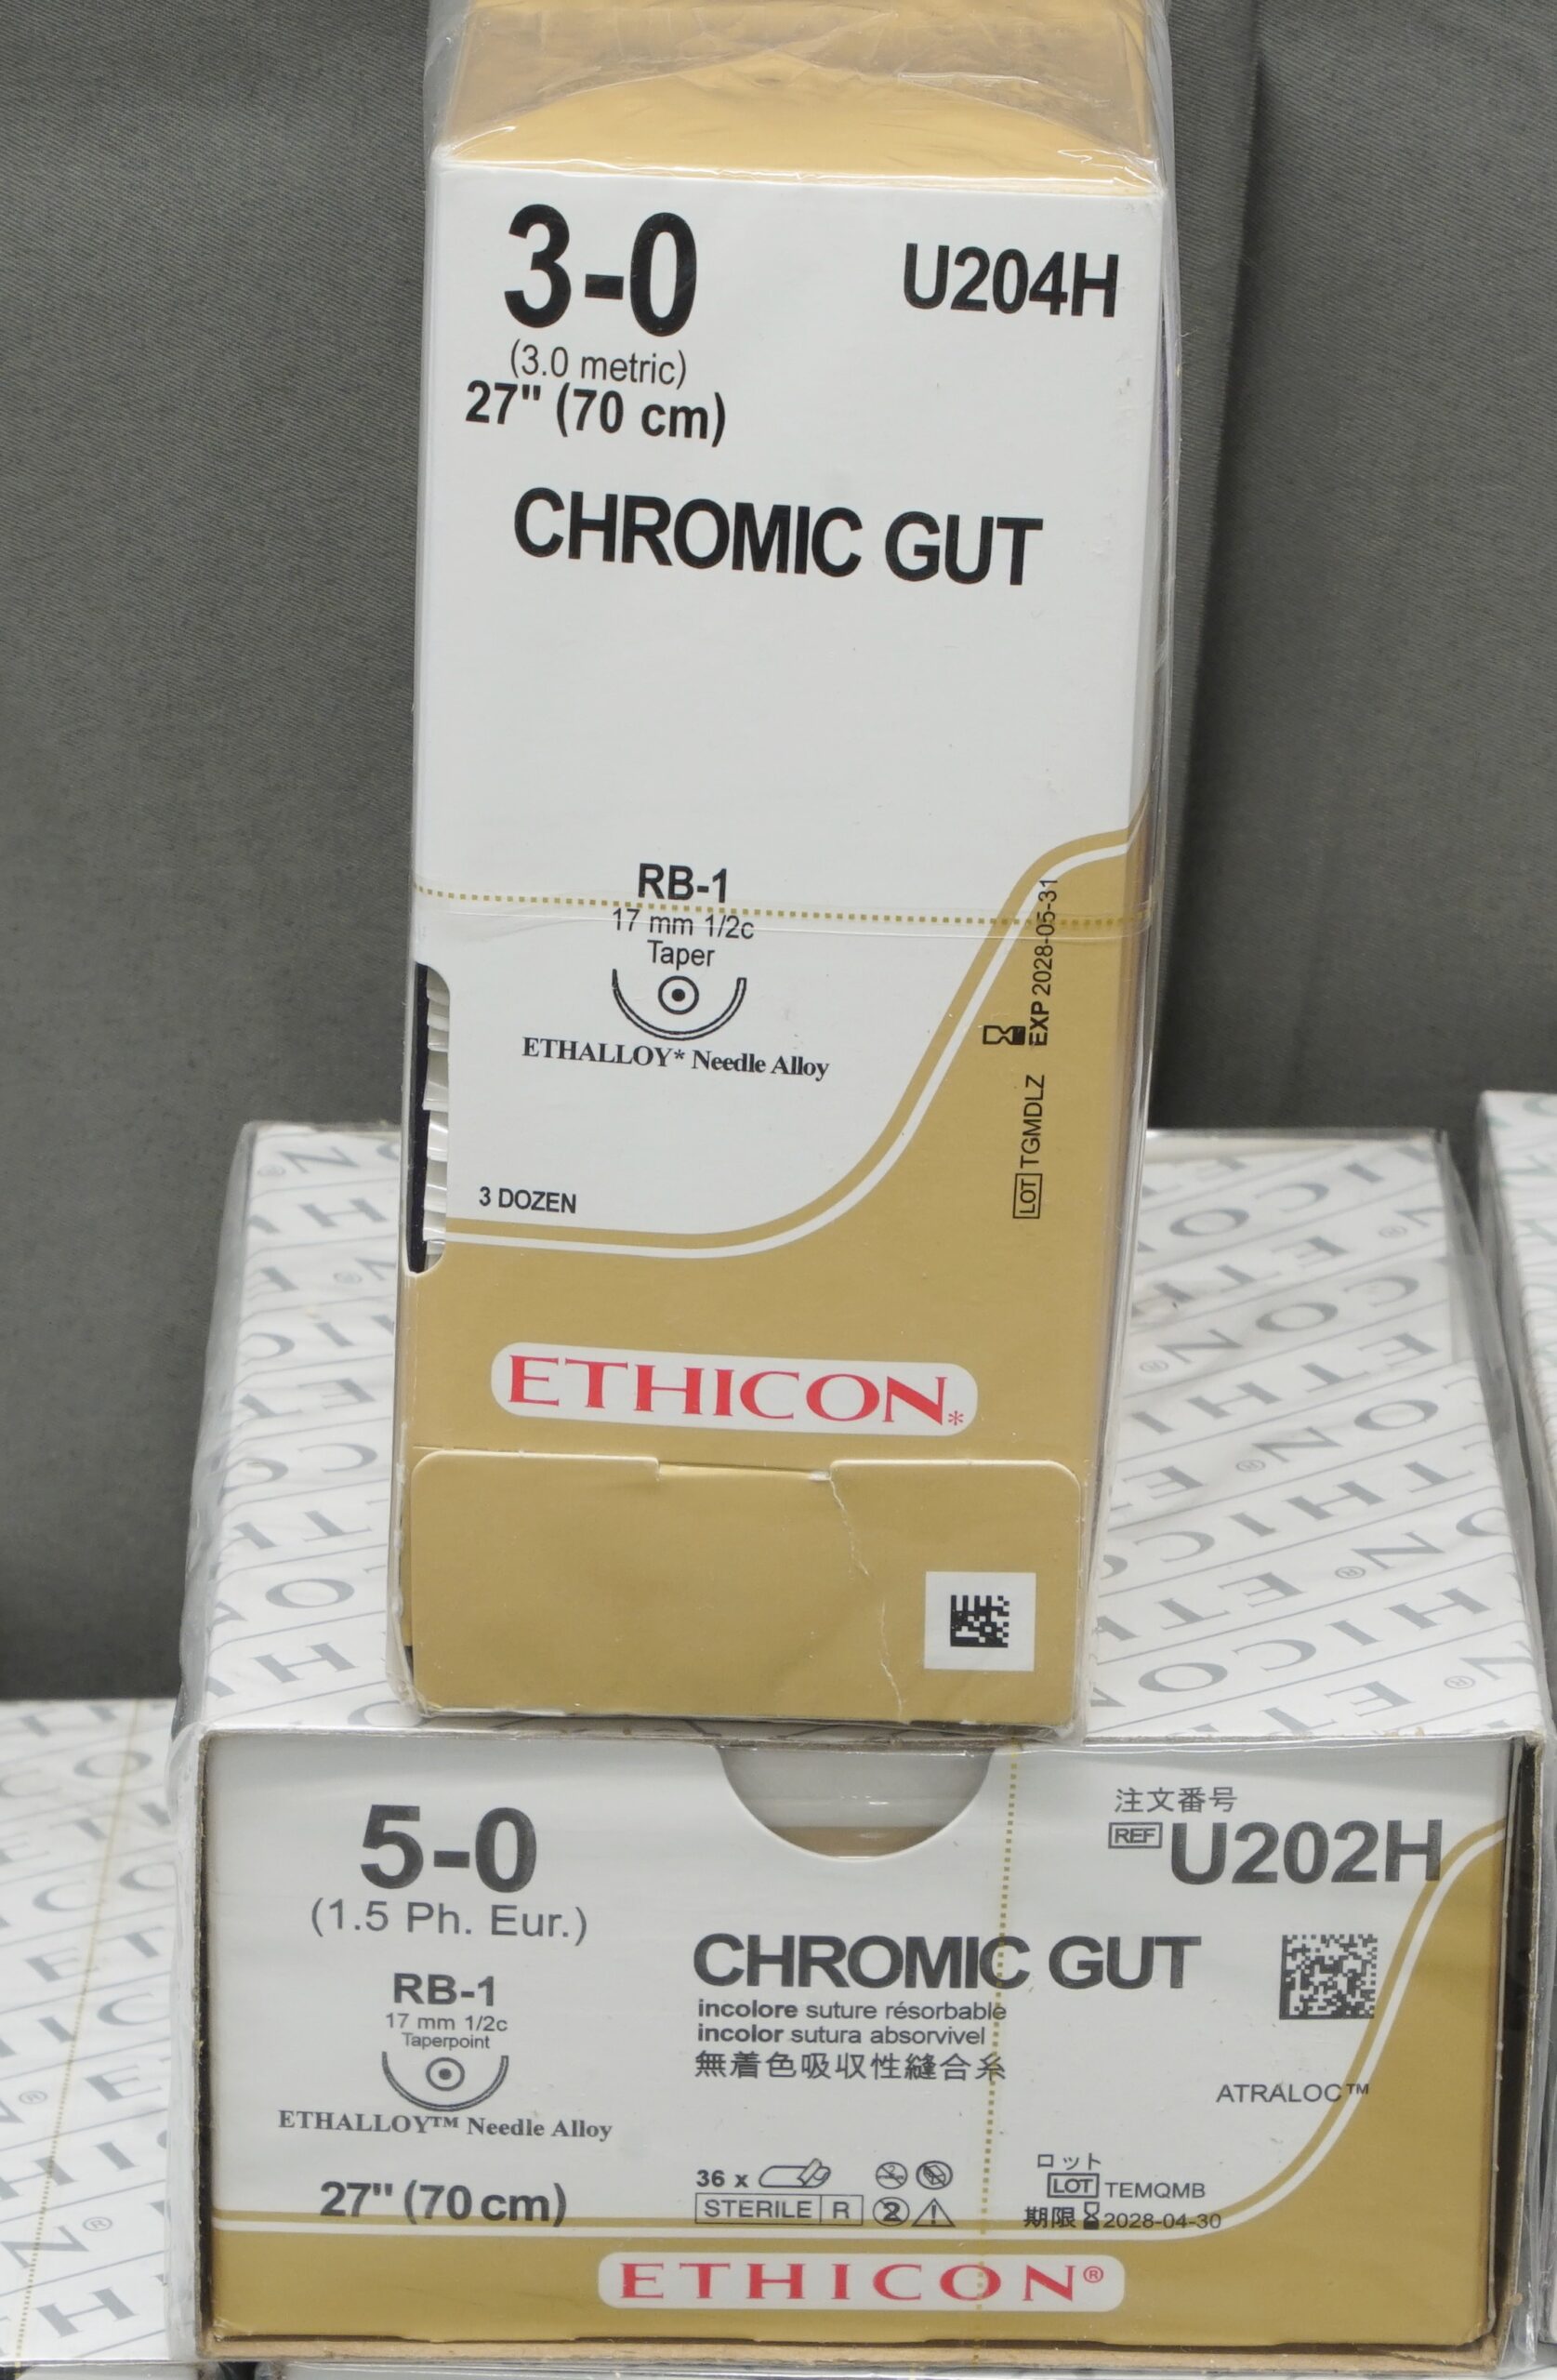 3-0
U204H
(3.0 metric)
27" (70 cm)
CHROMIC GUT
RB-1
17 mm 1/2c
Taper
ETHALLOY* Needle Alloy
EXP 2028-05-31
LOT TGMDLZ
3 DOZEN
ETHICON*
5-0
(1.5 Ph. Eur.)
注文番号
REF U202H
RB-1
17 mm 1/2c
Taperpoint
ETHALLOY™ Needle Alloy
27" (70 cm)
CHROMIC GUT
incolore suture résorbable
incolor sutura absorvivel
無着色吸収性縫合糸
ATRALOC™
36 x
STERILE R
2
ロット
LOT TEMQMB
期限 2028-04-30
ETHICON®